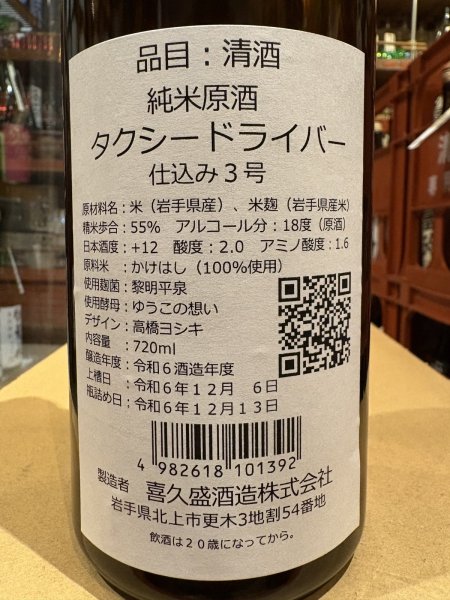 品目：清酒
純米原酒
タクシードライバー
仕込み３号
原材料名：米（岩手県産）、米麹（岩手県産米）
精米歩合：55%　アルコール分：18度（原酒）
日本酒度：+12　酸度：2.0　アミノ酸度：1.6
原料米　：かけはし（100%使用）
使用麹菌：黎明平泉
使用酵母：ゆうこの想い
デザイン：高橋ヨシキ
内容量　：720ml
醸造年度：令和６酒造年度
上槽日　：令和６年１２月　６日
瓶詰め日：令和６年１２月１３日
4 982618 101392
製造者　喜久盛酒造株式会社
岩手県北上市更木3地割54番地
飲酒は２０歳になってから。